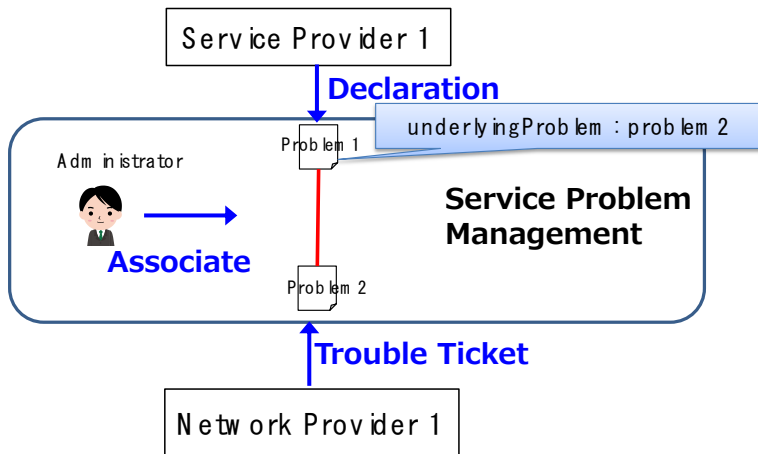 Service Provider 1
Declaration
underlyingProblem : problem 2
Problem 1
Administrator
Service Problem
Management
Associate
Problem 2
Trouble Ticket
Network Provider 1